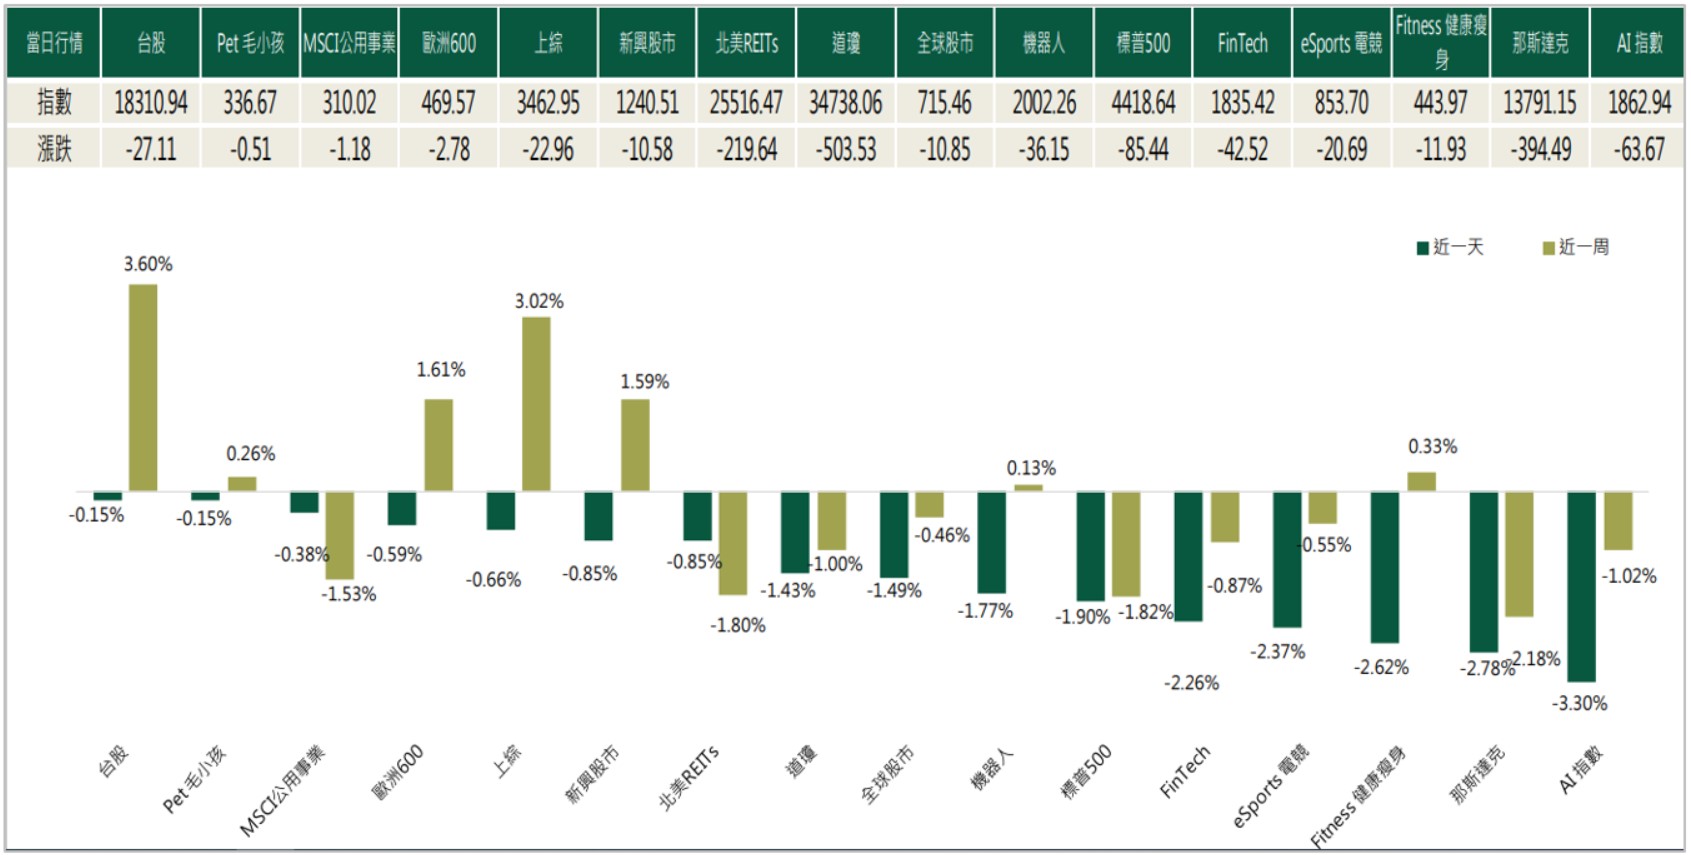 當日行情 台股 Pet 毛小孩 MSCI公用事業 歐洲600 上綜 新興股市 北美REITs 道瓊 全球股市 機器人 標普500 FinTech eSports 電競 Fitness 健康瘦身 那斯達克 AI 指數
指數 18310.94 336.67 310.02 469.57 3462.95 1240.51 25516.47 34738.06 715.46 2002.26 4418.64 1835.42 853.70 443.97 13791.15 1862.94
漲跌 -27.11 -0.51 -1.18 -2.78 -22.96 -10.58 -219.64 -503.53 -10.85 -36.15 -85.44 -42.52 -20.69 -11.93 -394.49 -63.67
近一天 近一周
3.60%
3.02%
1.61%
1.59%
0.26%
0.13%
0.33%
-0.15%
-0.15%
-0.38%
-1.53%
-0.59%
-0.66%
-0.85%
-0.85%
-1.80%
-1.43%
-1.00%
-1.49%
-0.46%
-1.77%
-1.90%
-1.82%
-2.26%
-0.87%
-2.37%
-0.55%
-2.62%
-2.78%
-2.18%
-3.30%
-1.02%
台股
Pet 毛小孩
MSCI公用事業
歐洲600
上綜
新興股市
北美REITs
道瓊
全球股市
機器人
標普500
FinTech
eSports 電競
Fitness 健康瘦身
那斯達克
AI 指數